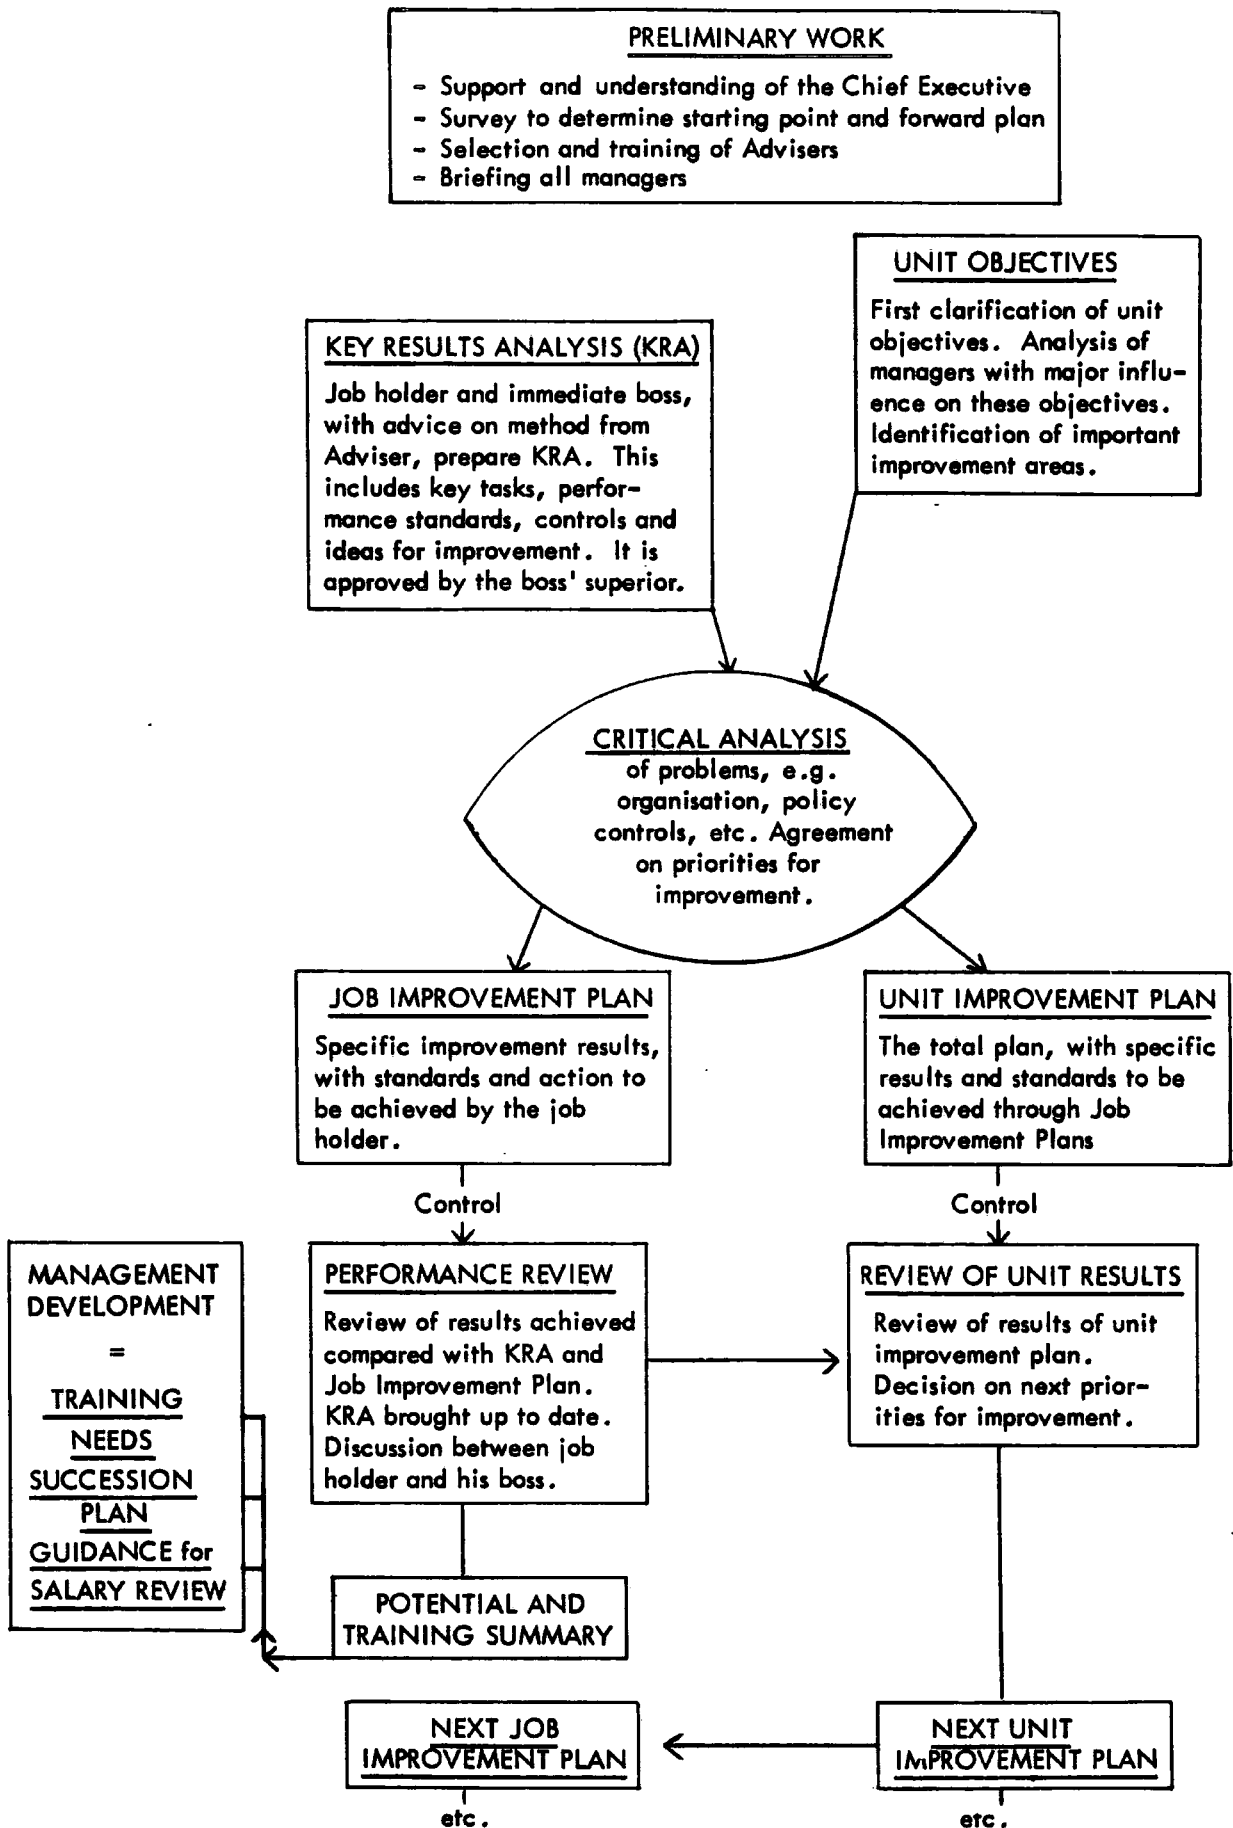 PRELIMINARY WORK
- Support and understanding of the Chief Executive
- Survey to determine starting point and forward plan
- Selection and training of Advisers
- Briefing all managers
UNIT OBJECTIVES
First clarification of unit
objectives. Analysis of
managers with major influ-
ence on these objectives.
Identification of important
improvement areas.
KEY RESULTS ANALYSIS (KRA)
Job holder and immediate boss,
with advice on method from
Adviser, prepare KRA. This
includes key tasks, perfor-
mance standards, controls and
ideas for improvement. It is
approved by the boss' superior.
CRITICAL ANALYSIS
of problems, e.g.
organisation, policy
controls, etc. Agreement
on priorities for
improvement.
JOB IMPROVEMENT PLAN
Specific improvement results,
with standards and action to
be achieved by the job
holder.
UNIT IMPROVEMENT PLAN
The total plan, with specific
results and standards to be
achieved through Job
Improvement Plans
Control
Control
MANAGEMENT
DEVELOPMENT
=
TRAINING
NEEDS
SUCCESSION
PLAN
GUIDANCE for
SALARY REVIEW
PERFORMANCE REVIEW
Review of results achieved
compared with KRA and
Job Improvement Plan.
KRA brought up to date.
Discussion between job
holder and his boss.
REVIEW OF UNIT RESULTS
Review of results of unit
improvement plan.
Decision on next prior-
ities for improvement.
POTENTIAL AND
TRAINING SUMMARY
NEXT JOB
IMPROVEMENT PLAN
NEXT UNIT
IMPROVEMENT PLAN
etc.
etc.